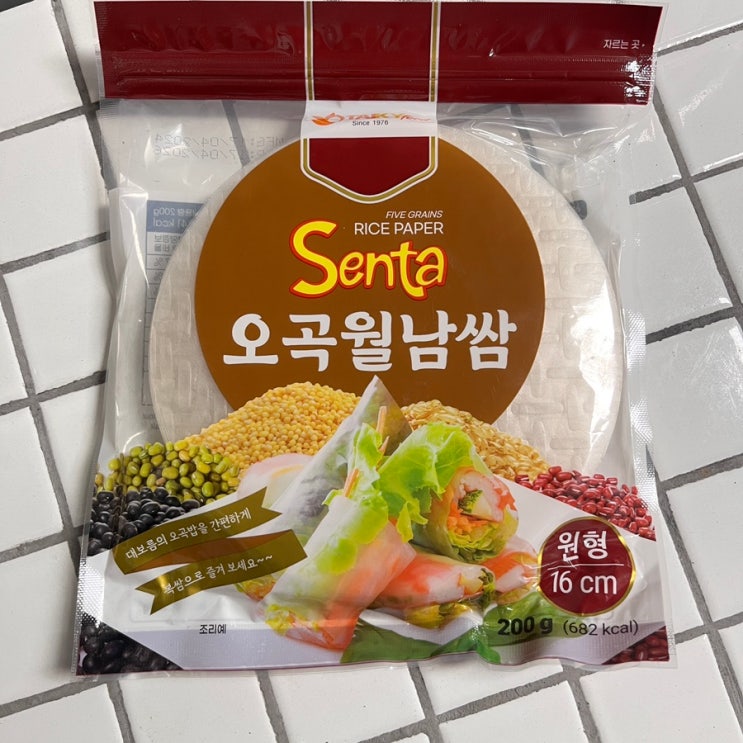 자르는 곳
Since 1976
FIVE GRAINS
RICE PAPER
Senta
오곡월남쌈
대보름의 오곡밥을 간편하게
복쌈으로 즐겨 보세요~~
원형
16 cm
조리예
200 g (682 kcal)